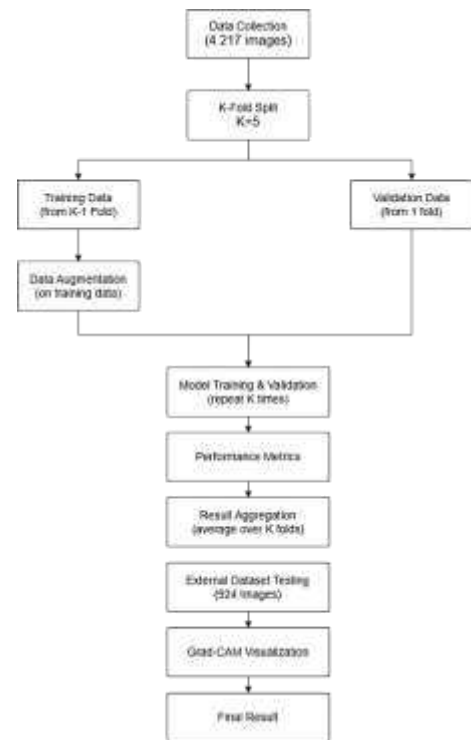 Data Collection
(4.217 images)
K-Fold Split
K=5
Training Data
(from K-1 Fold)
Validation Data
(from 1 fold)
Data Augmentation
(on training data)
Model Training & Validation
(repeat K times)
Performance Metrics
Result Aggregation
(average over K folds)
External Dataset Testing
(924 Images)
Grad-CAM Visualization
Final Result